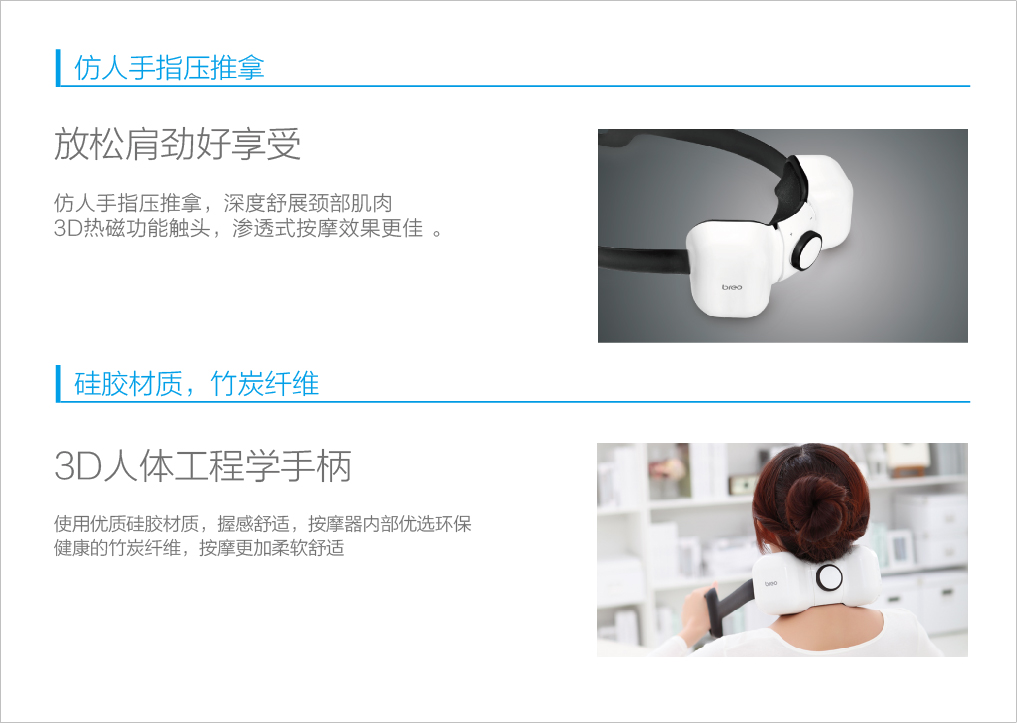 仿人手指压推拿
放松肩劲好享受
仿人手指压推拿，深度舒展颈部肌肉
3D热磁功能触头，渗透式按摩效果更佳 。
breo
硅胶材质，竹炭纤维
3D人体工程学手柄
使用优质硅胶材质，握感舒适，按摩器内部优选环保
健康的竹炭纤维，按摩更加柔软舒适
breo